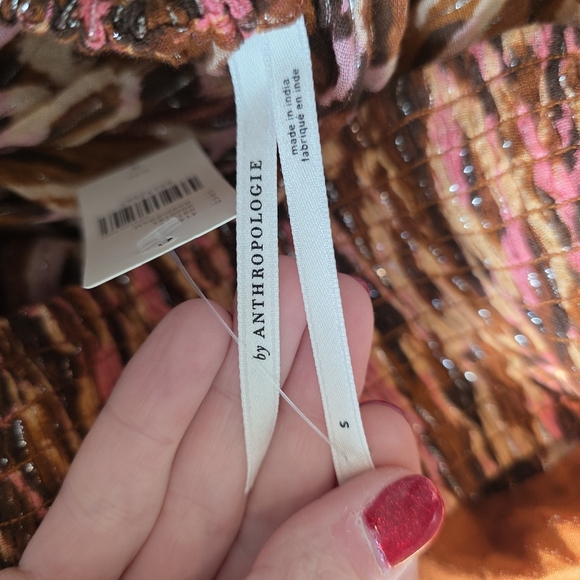 by ANTHROPOLOGIE
made in india
fabriqué en inde
S